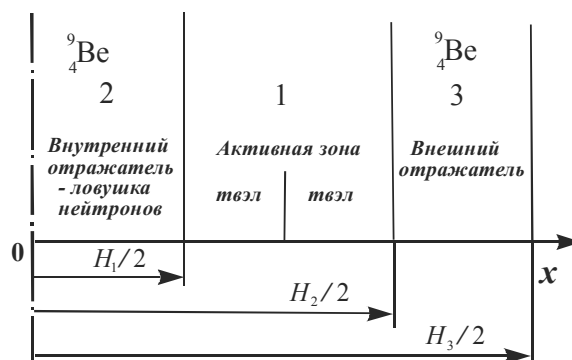 ⁹₄Be
⁹₄Be
2
1
3
Внутренний
отражатель
- ловушка
нейтронов
Активная зона
твэл твэл
Внешний
отражатель
0
H₁/2
x
H₂/2
H₃/2